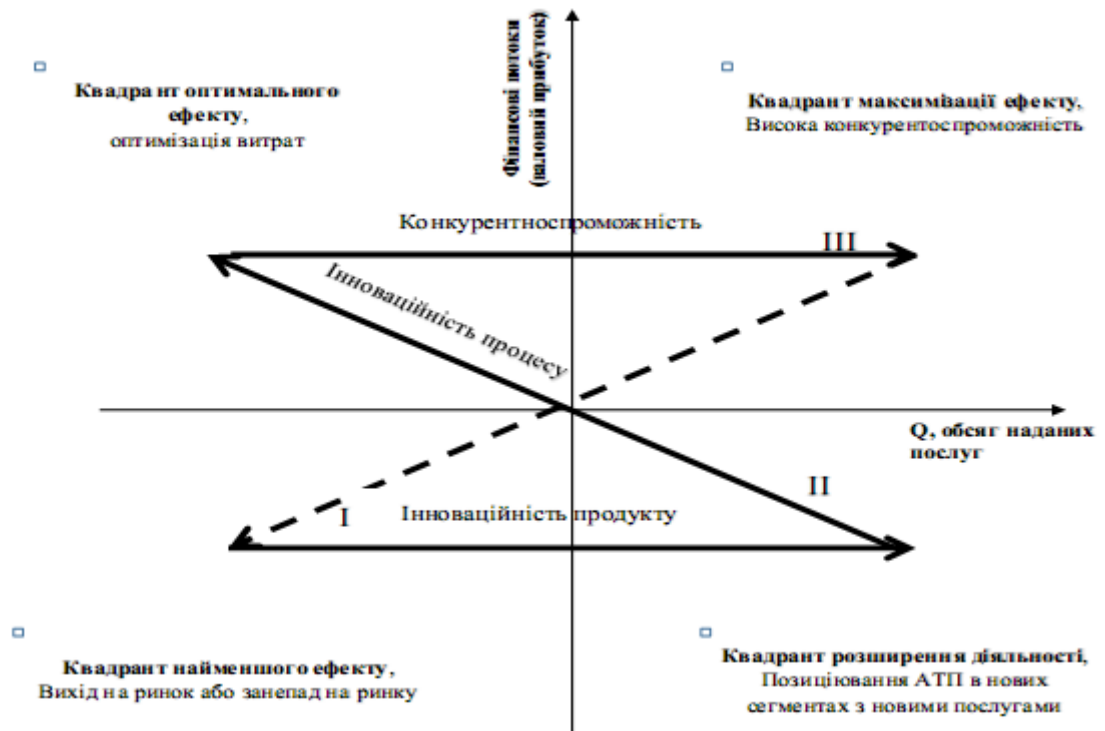 Квадрант оптимального
ефекту,
оптимізація витрат
Фінансові потоки
(валовий прибуток)
Квадрант максимізації ефекту,
Висока конкурентоспроможність
Конкурентноспроможність
III
Інноваційність процесу
Q, обсяг наданих
послуг
II
I
Інноваційність продукту
Квадрант найменшого ефекту,
Вихід на ринок або занепад на ринку
Квадрант розширення діяльності,
Позиціювання АТП в нових
сегментах з новими послугами